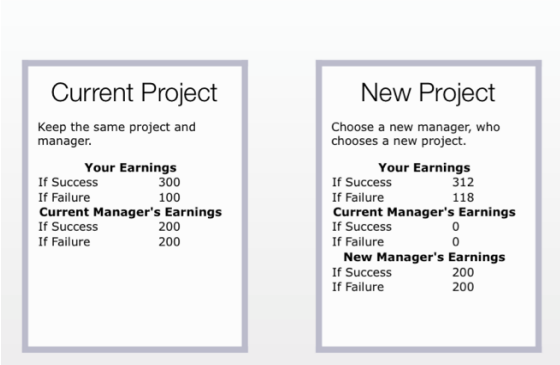 Current Project
Keep the same project and
manager.
Your Earnings
If Success 300
If Failure 100
Current Manager's Earnings
If Success 200
If Failure 200
New Project
Choose a new manager, who
chooses a new project.
Your Earnings
If Success 312
If Failure 118
Current Manager's Earnings
If Success 0
If Failure 0
New Manager's Earnings
If Success 200
If Failure 200